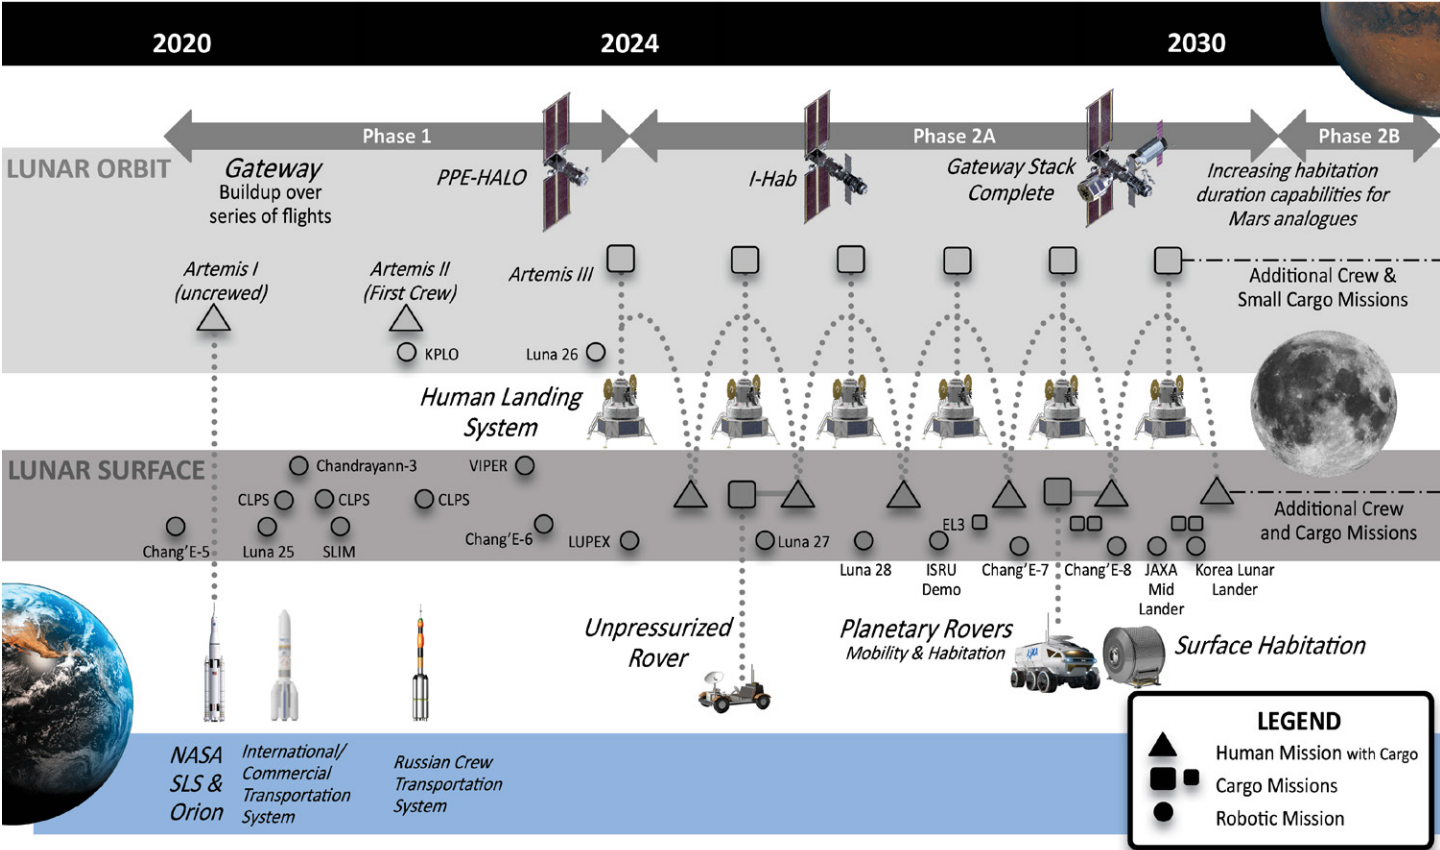 2020
2024
2030
Phase 1
Phase 2A
Phase 2B
LUNAR ORBIT
Gateway
Buildup over
series of flights
PPE-HALO
I-Hab
Gateway Stack
Complete
Increasing habitation
duration capabilities for
Mars analogues
Artemis I
(uncrewed)
Artemis II
(First Crew)
Artemis III
Additional Crew &
Small Cargo Missions
KPLO
Luna 26
Human Landing
System
LUNAR SURFACE
Chandrayann-3
VIPER
CLPS
CLPS
CLPS
Chang'E-5
Luna 25
SLIM
Chang'E-6
LUPEX
Luna 27
Luna 28
EL3
ISRU
Demo
Chang'E-7
Chang'E-8
JAXA
Mid
Lander
Korea Lunar
Lander
Additional Crew
and Cargo Missions
Unpressurized
Rover
Planetary Rovers
Mobility & Habitation
Surface Habitation
NASA
SLS &
Orion
International/
Commercial
Transportation
System
Russian Crew
Transportation
System
LEGEND
Human Mission with Cargo
Cargo Missions
Robotic Mission